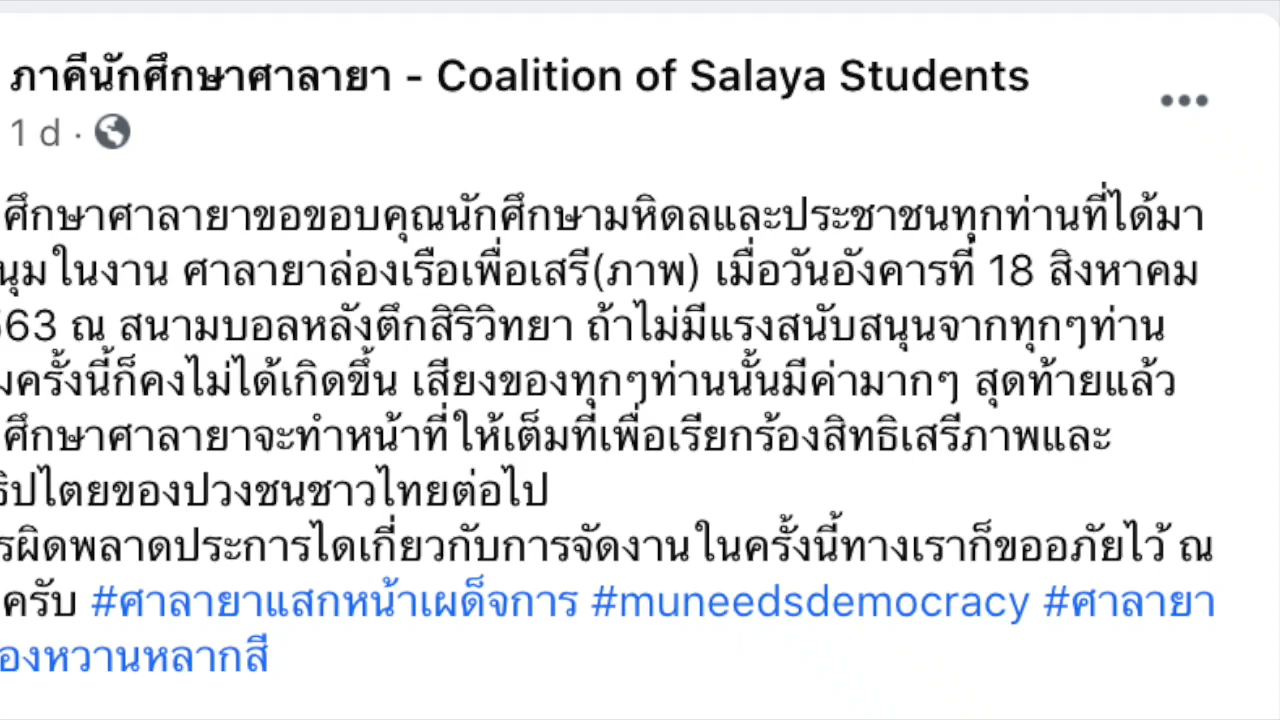 ภาคีนักศึกษาศาลายา - Coalition of Salaya Students
1 d ·
ศึกษาศาลายาขอขอบคุณนักศึกษามหิดลและประชาชนทุกท่านที่ได้มา
นุมในงาน ศาลายาล่องเรือเพื่อเสรี(ภาพ) เมื่อวันอังคารที่ 18 สิงหาคม
63 ณ สนามบอลหลังตึกสิริวิทยา ถ้าไม่มีแรงสนับสนุนจากทุกๆท่าน
ครั้งนี้ก็คงไม่ได้เกิดขึ้น เสียงของทุกๆท่านนั้นมีค่ามากๆ สุดท้ายแล้ว
ศึกษาศาลายาจะทำหน้าที่ให้เต็มที่เพื่อเรียกร้องสิทธิเสรีภาพและ
ธิปไตยของปวงชนชาวไทยต่อไป
รผิดพลาดประการไดเกี่ยวกับการจัดงานในครั้งนี้ทางเราก็ขออภัยไว้ ณ
ครับ #ศาลายาแสกหน้าเผด็จการ #muneedsdemocracy #ศาลายา
องหวานหลากสี